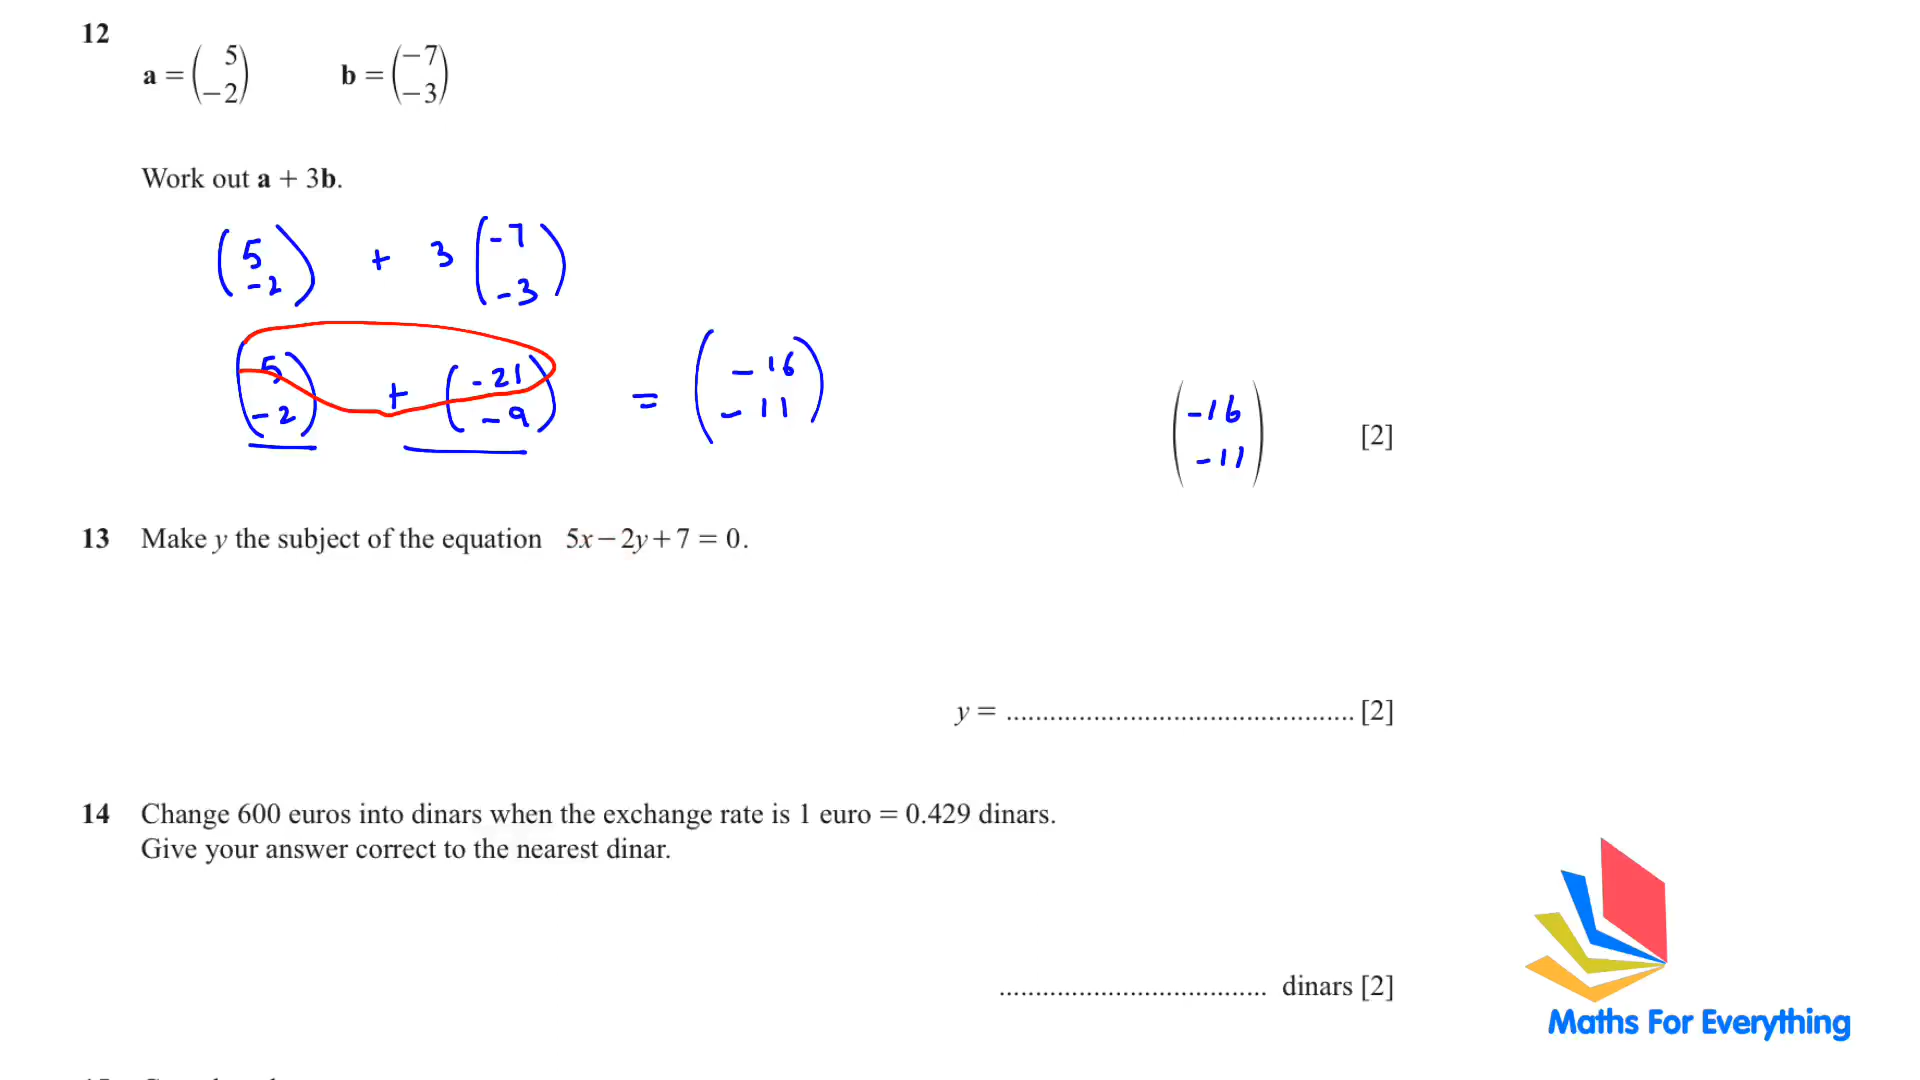 12
a = ( 5 −2 )    b = ( −7 −3 )
Work out a + 3b.
( 5 -2 ) + 3 ( -7 -3 )
( 5 -2 ) + ( -21 -9 ) = ( -16 -11 )
( -16 -11 ) [2]
13 Make y the subject of the equation 5x − 2y + 7 = 0.
y = ................................................ [2]
14 Change 600 euros into dinars when the exchange rate is 1 euro = 0.429 dinars.
Give your answer correct to the nearest dinar.
..................................... dinars [2]
Maths For Everything